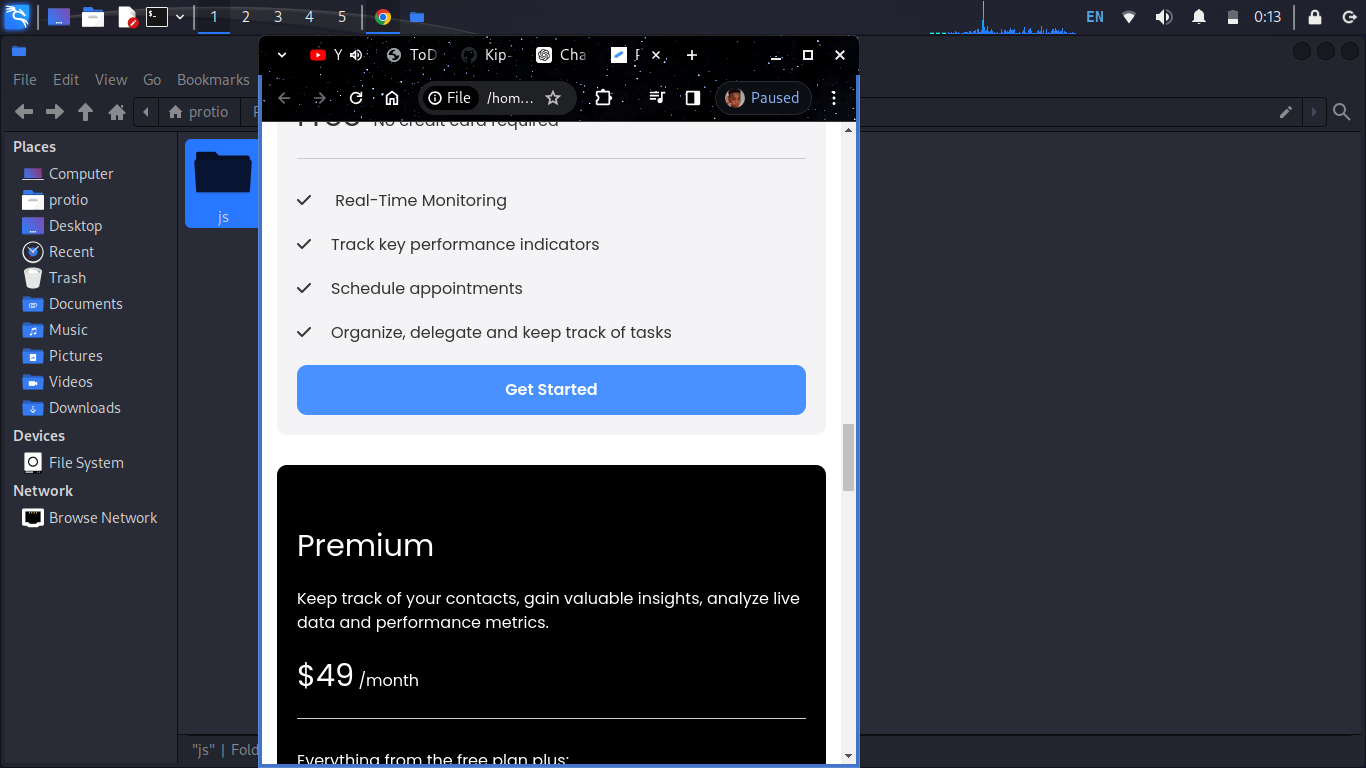 1 2 3 4 5
EN 0:13
File Edit View Go Bookmarks
protio
Places
Computer
protio
Desktop
Recent
Trash
Documents
Music
Pictures
Videos
Downloads
Devices
File System
Network
Browse Network
js
"js" | Fold
Y ToD Kip- Cha
File /hom... Paused
Free No credit card required
Real-Time Monitoring
Track key performance indicators
Schedule appointments
Organize, delegate and keep track of tasks
Get Started
Premium
Keep track of your contacts, gain valuable insights, analyze live
data and performance metrics.
$49 /month
Everything from the free plan plus: